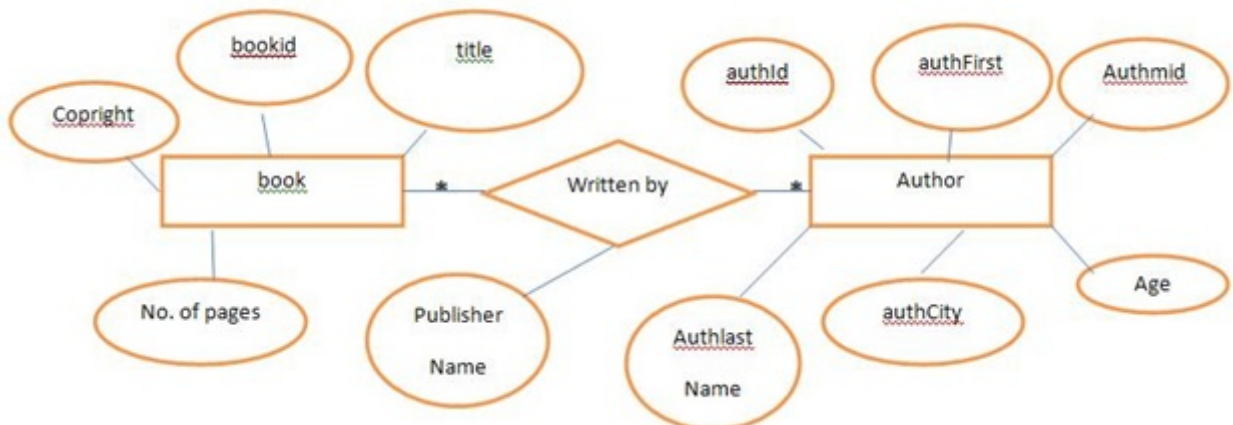 bookid
title
authId
authFirst
Authmid
Copright
book
*
Written by
*
Author
No. of pages
Publisher
Name
Authlast
Name
authCity
Age